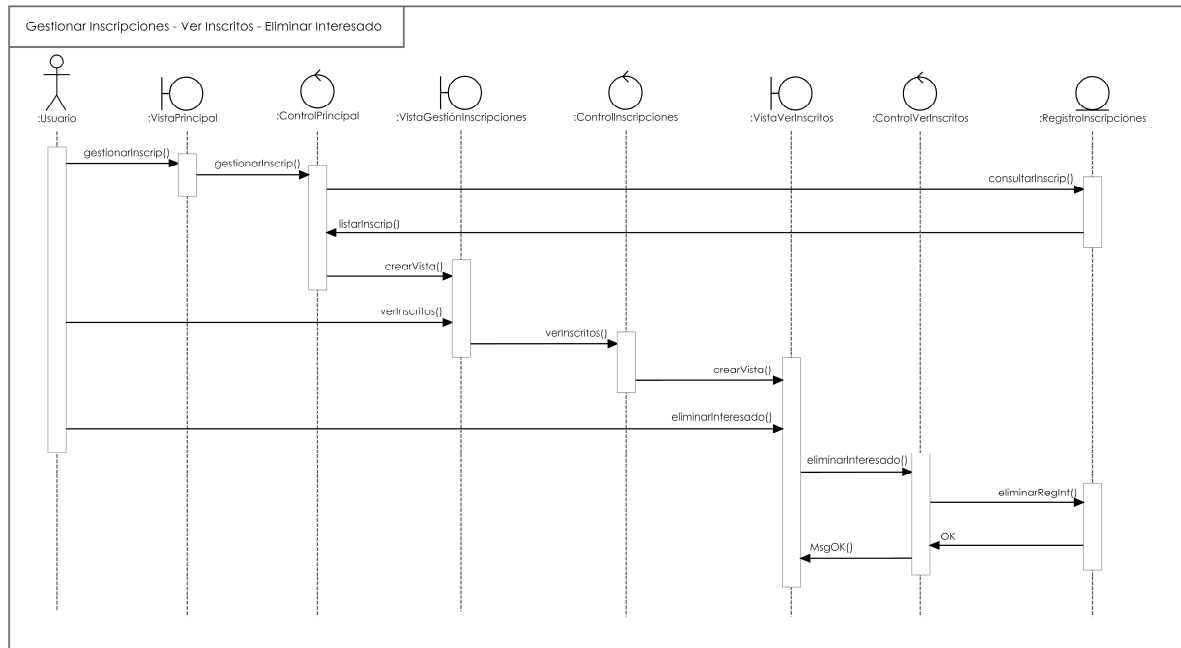 Gestionar Inscripciones - Ver Inscritos - Eliminar Interesado
:Usuario
:VistaPrincipal
:ControlPrincipal
:VistaGestiónInscripciones
:ControlInscripciones
:VistaVerInscritos
:ControlVerInscritos
:RegistroInscripciones
gestionarInscrip()
gestionarInscrip()
consultarInscrip()
listarInscrip()
crearVista()
verInscritos()
verInscritos()
crearVista()
eliminarInteresado()
eliminarInteresado()
eliminarRegInt()
OK
MsgOK()